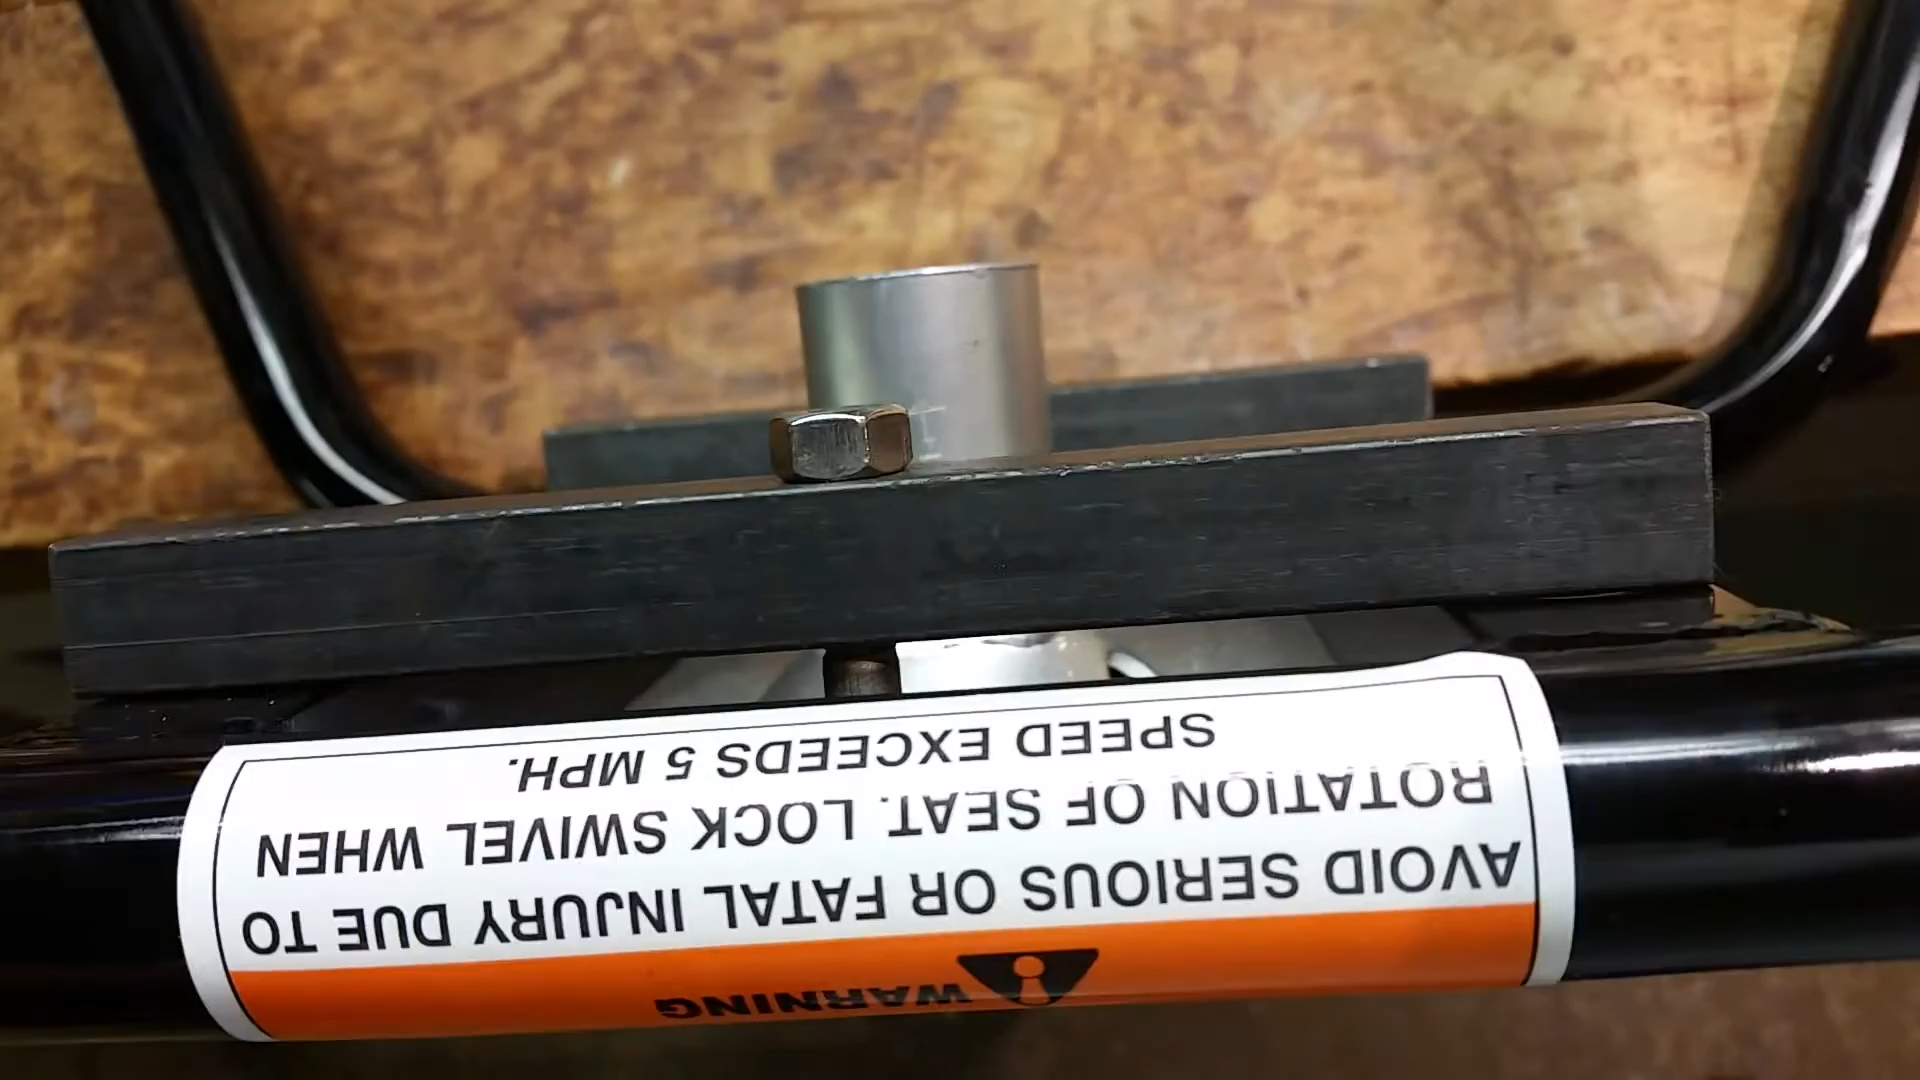 WARNING
AVOID SERIOUS OR FATAL INJURY DUE TO
ROTATION OF SEAT. LOCK SWIVEL WHEN
SPEED EXCEEDS 5 MPH.